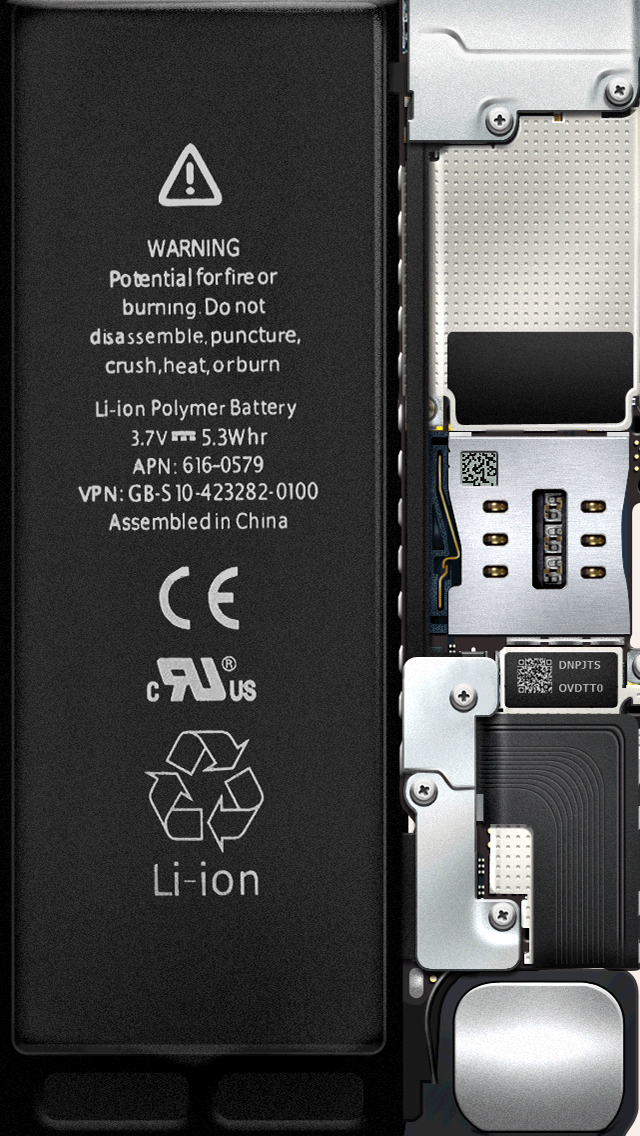 WARNING
Potential for fire or
burning. Do not
disassemble, puncture,
crush, heat, or burn
Li-ion Polymer Battery
3.7V 5.3Whr
APN: 616-0579
VPN: GB-S10-423282-0100
Assembled in China
CE
c RU ® US
Li-ion
DNPJTS
OVDTT0